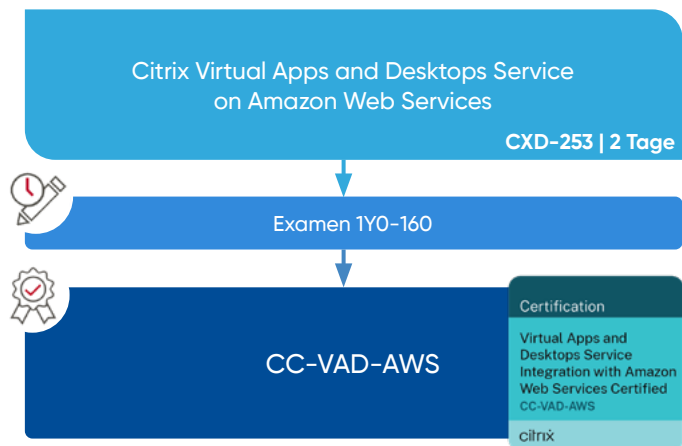 Citrix Virtual Apps and Desktops Service
on Amazon Web Services
CXD-253 | 2 Tage
Examen 1Y0-160
CC-VAD-AWS
Certification
Virtual Apps and
Desktops Service
Integration with Amazon
Web Services Certified
CC-VAD-AWS
citrix